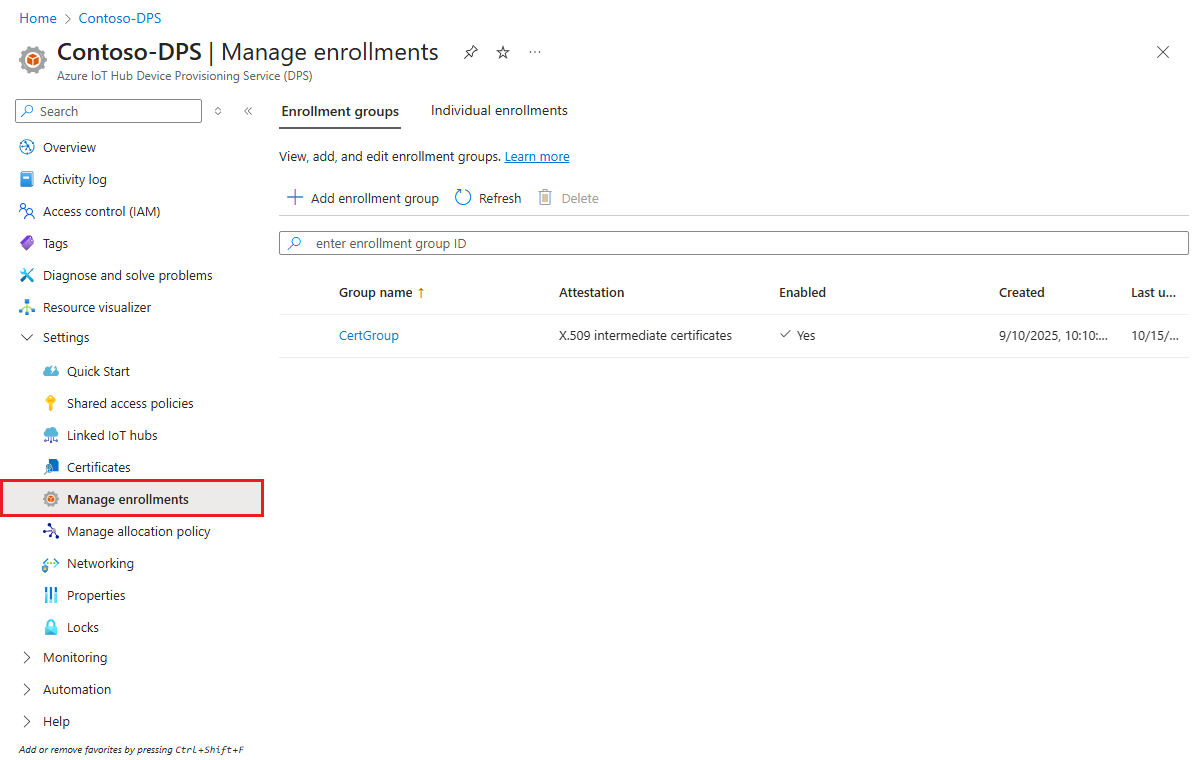 Home > Contoso-DPS
Contoso-DPS | Manage enrollments ...
Azure IoT Hub Device Provisioning Service (DPS)
Search
Overview
Activity log
Access control (IAM)
Tags
Diagnose and solve problems
Resource visualizer
Settings
Quick Start
Shared access policies
Linked IoT hubs
Certificates
Manage enrollments
Manage allocation policy
Networking
Properties
Locks
Monitoring
Automation
Help
Add or remove favorites by pressing Ctrl+Shift+F
Enrollment groups Individual enrollments
View, add, and edit enrollment groups. Learn more
Add enrollment group Refresh Delete
enter enrollment group ID
Group name ↑ Attestation Enabled Created Last u...
CertGroup X.509 intermediate certificates Yes 9/10/2025, 10:10:... 10/15/...